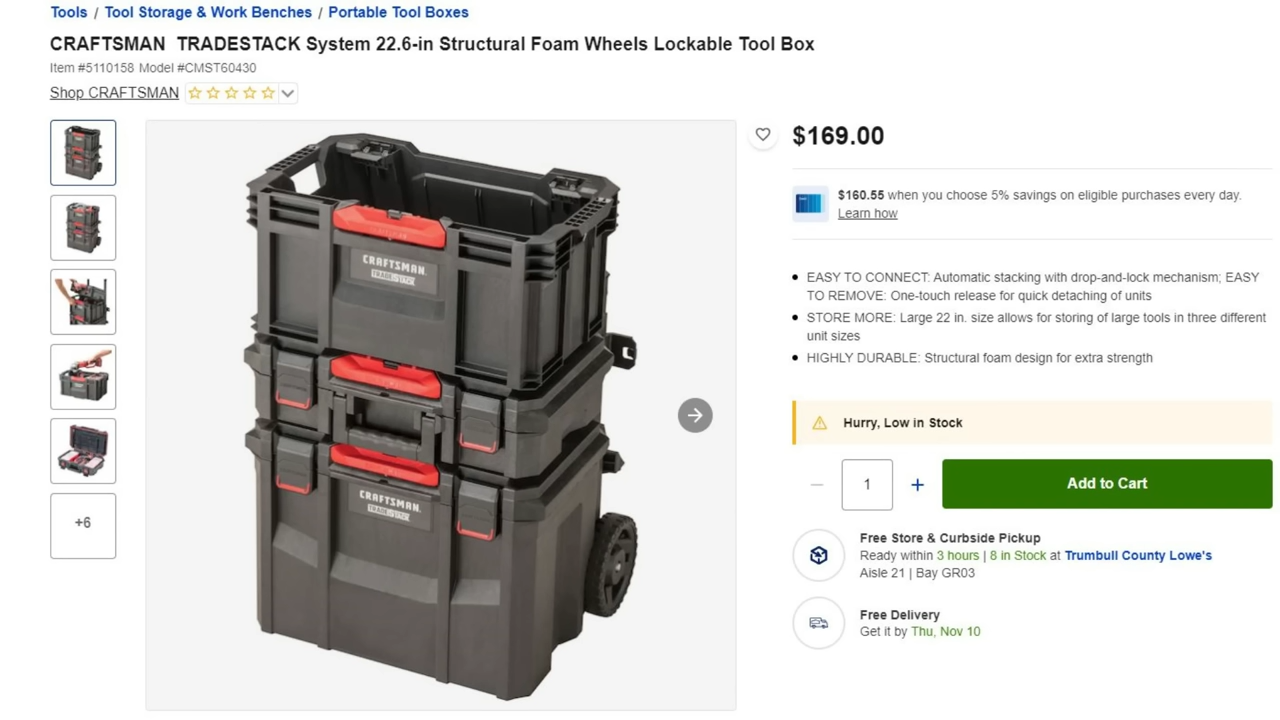 Tools / Tool Storage & Work Benches / Portable Tool Boxes
CRAFTSMAN TRADESTACK System 22.6-in Structural Foam Wheels Lockable Tool Box
Item #5110158 Model #CMST60430
Shop CRAFTSMAN
$169.00
$160.55 when you choose 5% savings on eligible purchases every day.
Learn how
EASY TO CONNECT: Automatic stacking with drop-and-lock mechanism; EASY
TO REMOVE: One-touch release for quick detaching of units
STORE MORE: Large 22 in. size allows for storing of large tools in three different
unit sizes
HIGHLY DURABLE: Structural foam design for extra strength
CRAFTSMAN
TRADESTACK
CRAFTSMAN
TRADESTACK
+6
Hurry, Low in Stock
1
Add to Cart
Free Store & Curbside Pickup
Ready within 3 hours | 8 in Stock at Trumbull County Lowe's
Aisle 21 | Bay GR03
Free Delivery
Get it by Thu, Nov 10